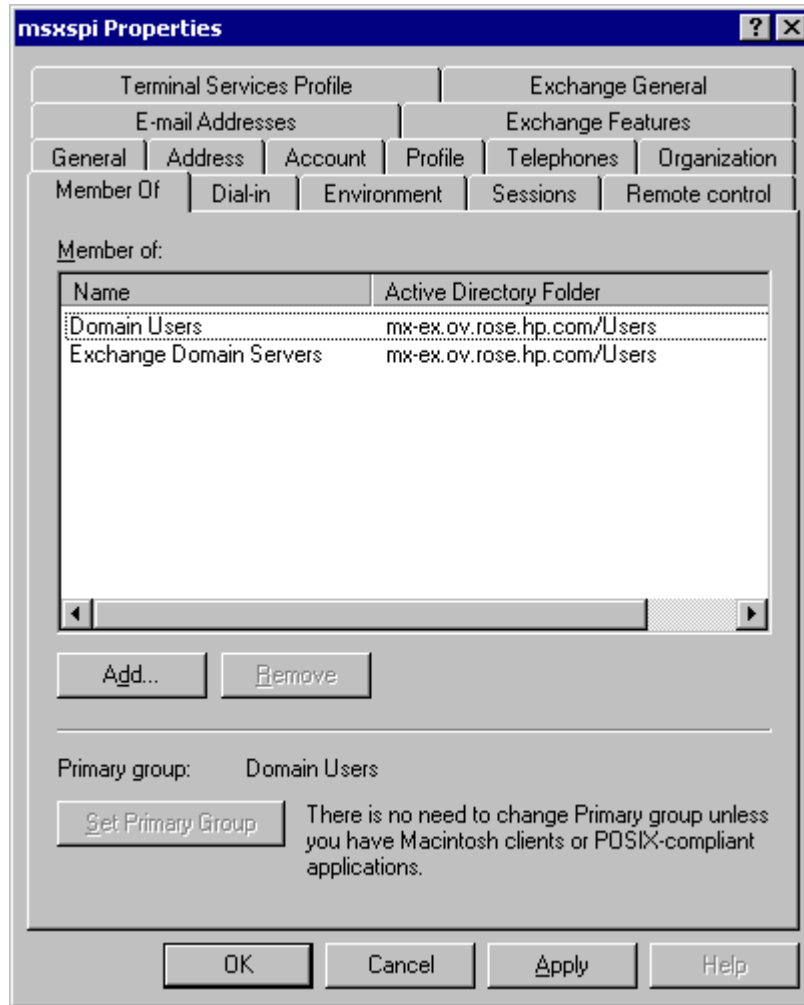 msxspi Properties
Terminal Services Profile Exchange General
E-mail Addresses Exchange Features
General Address Account Profile Telephones Organization
Member Of Dial-in Environment Sessions Remote control
Member of:
Name Active Directory Folder
Domain Users mx-ex.ov.rose.hp.com/Users
Exchange Domain Servers mx-ex.ov.rose.hp.com/Users
Add... Remove
Primary group: Domain Users
Set Primary Group
There is no need to change Primary group unless
you have Macintosh clients or POSIX-compliant
applications.
OK Cancel Apply Help